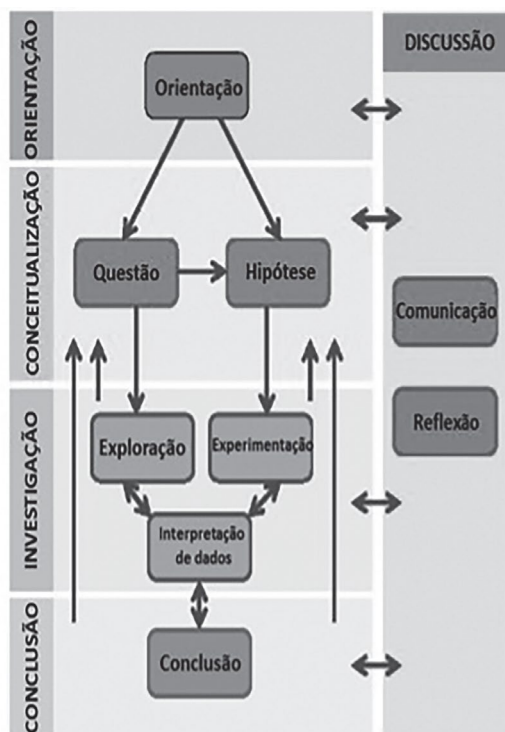 ORIENTAÇÃO
Orientação
CONCEITUALIZAÇÃO
Questão
Hipótese
INVESTIGAÇÃO
Exploração
Experimentação
Interpretação
de dados
CONCLUSÃO
Conclusão
DISCUSSÃO
Comunicação
Reflexão